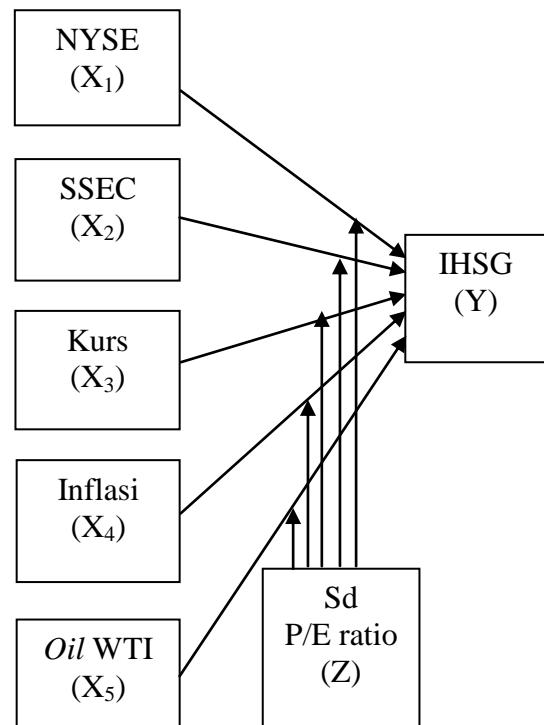 NYSE
(X₁)
SSEC
(X₂)
IHSG
(Y)
Kurs
(X₃)
Inflasi
(X₄)
Sd
P/E ratio
(Z)
Oil WTI
(X₅)